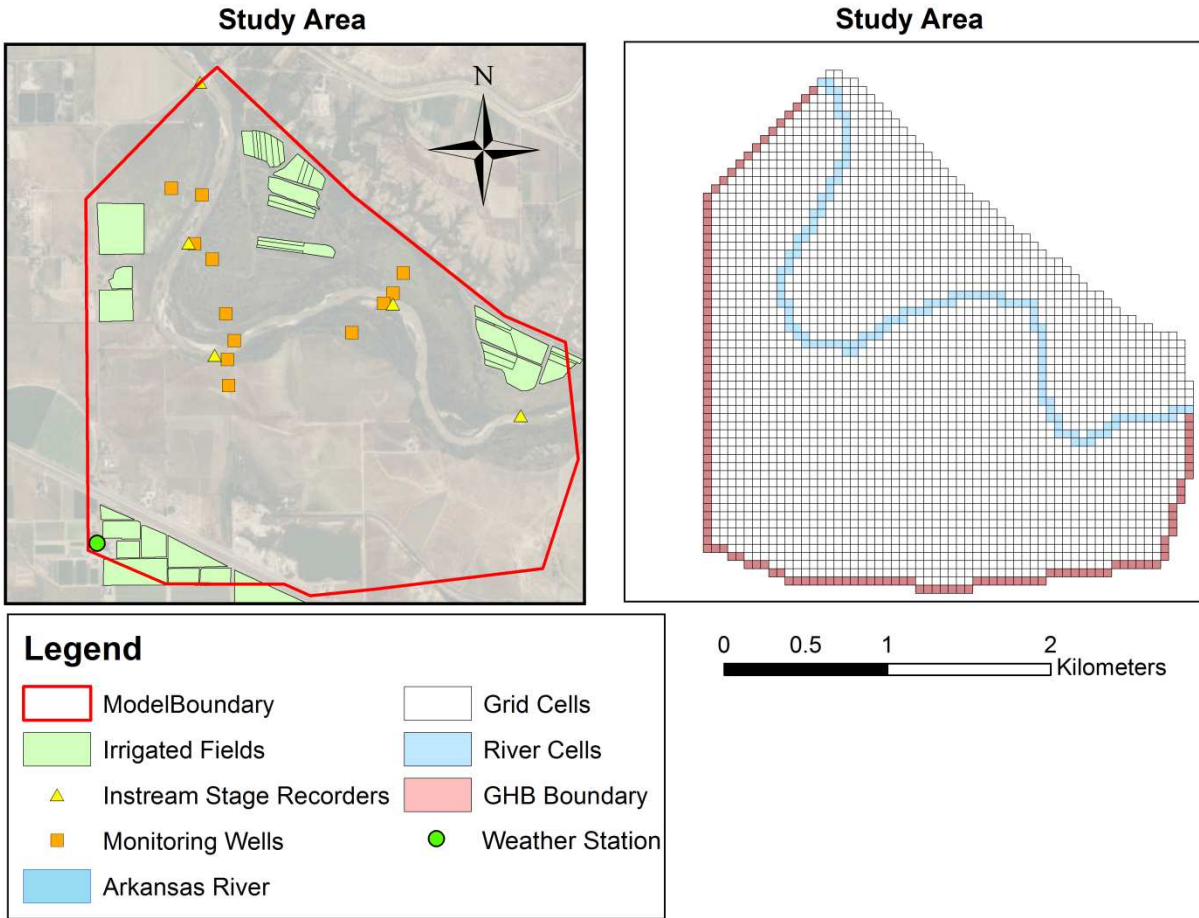 Study Area
Study Area
N
Legend
ModelBoundary
Irrigated Fields
Instream Stage Recorders
Monitoring Wells
Arkansas River
Grid Cells
River Cells
GHB Boundary
Weather Station
0 0.5 1 2
Kilometers